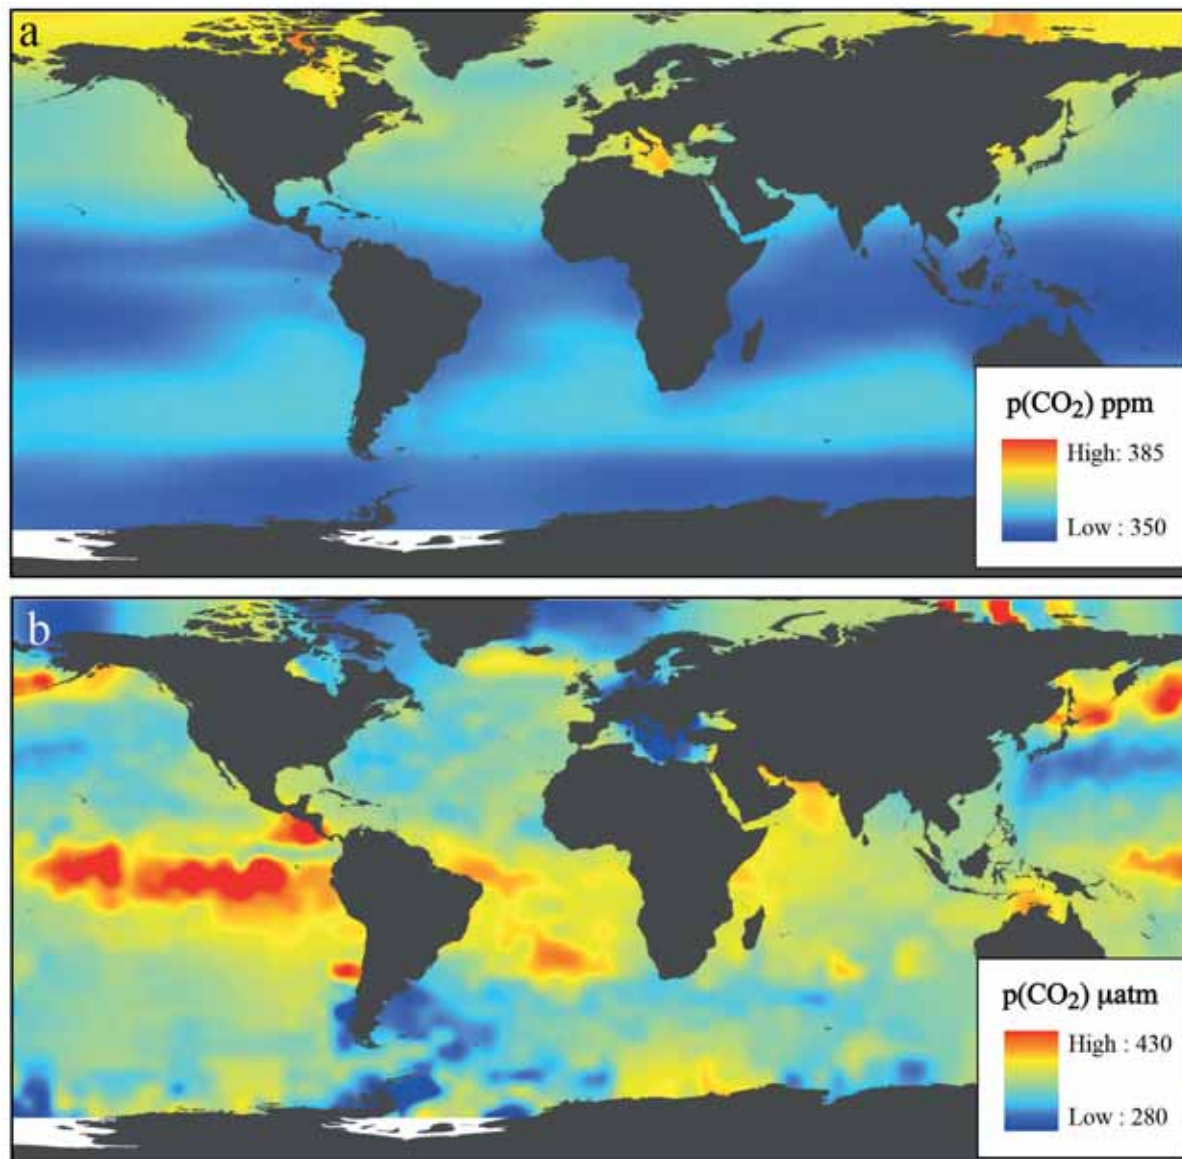 a
p(CO₂) ppm
High: 385
Low : 350
b
p(CO₂) µatm
High : 430
Low : 280